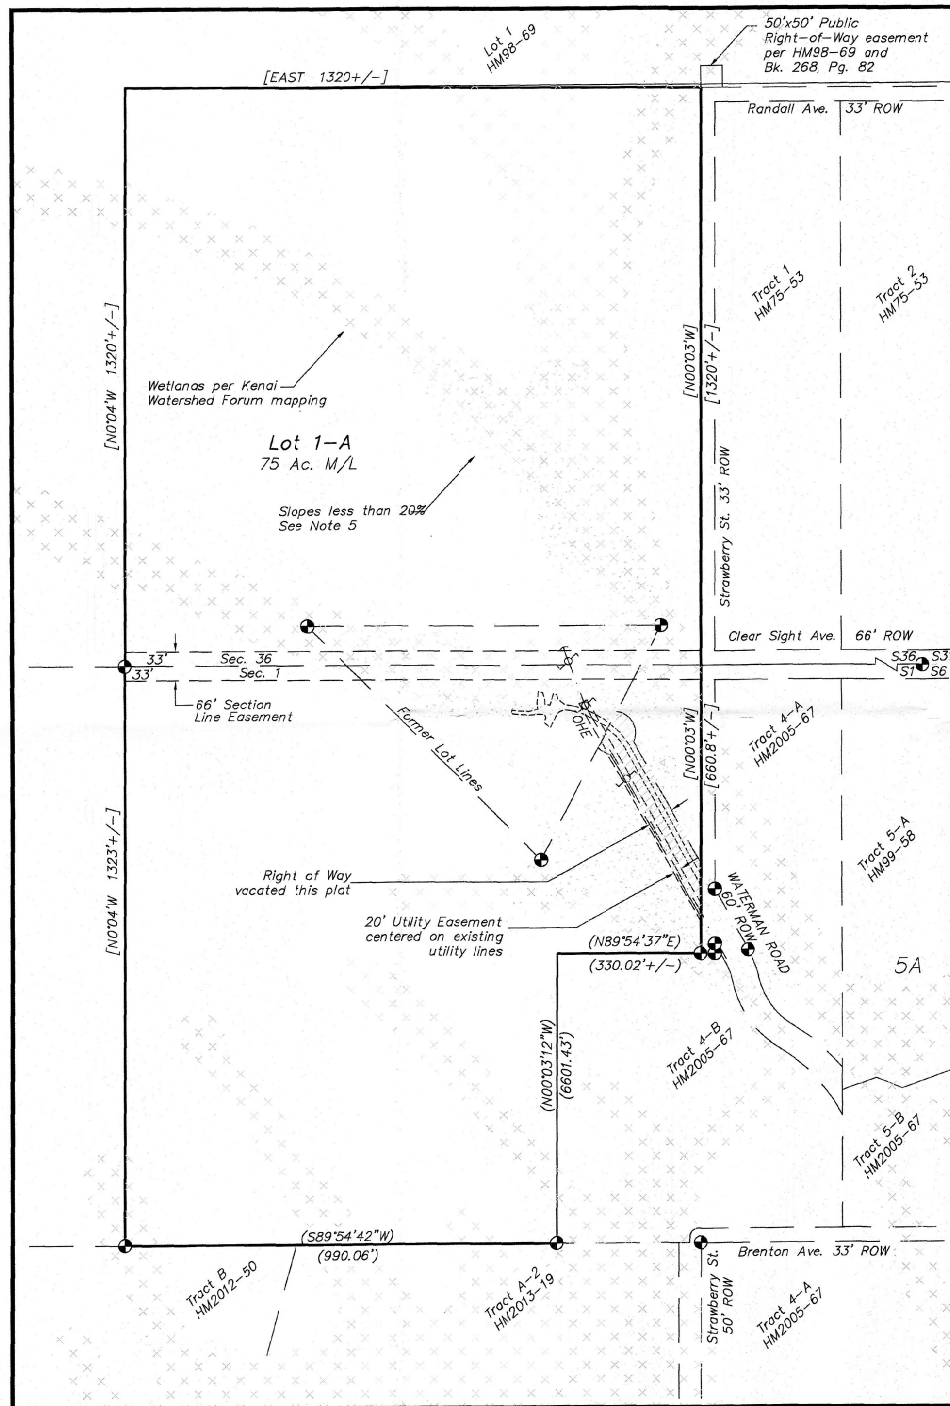 50'x50' Public
Right-of-Way easement
per HM98-69 and
Bk. 268, Pg. 82
Lot 1
HM98-69
[EAST 1320+/-]
Randall Ave. 33' ROW
Tract 1
HM75-53
Tract 2
HM75-53
[N0°04'W 1320'+/-]
[N00°03'W]
[1320'+/-]
Wetlanas per Kenai
Watershed Forum mapping
Lot 1-A
75 Ac. M/L
Slopes less than 20%
See Note 5
Strawberry St. 33' ROW
Clear Sight Ave. 66' ROW
33'
Sec. 36
33'
Sec. 1
S36
S3
S1
S6
66' Section
Line Easement
OHE
Former Lot Lines
[N00°03'W]
[660.8'+/-]
Tract 4-A
HM2005-67
[N0°04'W 1323'+/-]
Tract 5-A
HM99-58
Right of Way
vacated this plat
WATERMAN ROAD
60' ROW
20' Utility Easement
centered on existing
utility lines
(N89°54'37"E)
(330.02'+/-)
5A
(N00°03'12"W)
(6601.43')
Tract 4-B
HM2005-67
Tract 5-B
HM2005-67
(S89°54'42"W)
(990.06')
Brenton Ave. 33' ROW
Tract B
HM2012-50
Tract A-2
HM2013-19
Strawberry St.
50' ROW
Tract 4-A
HM2005-67